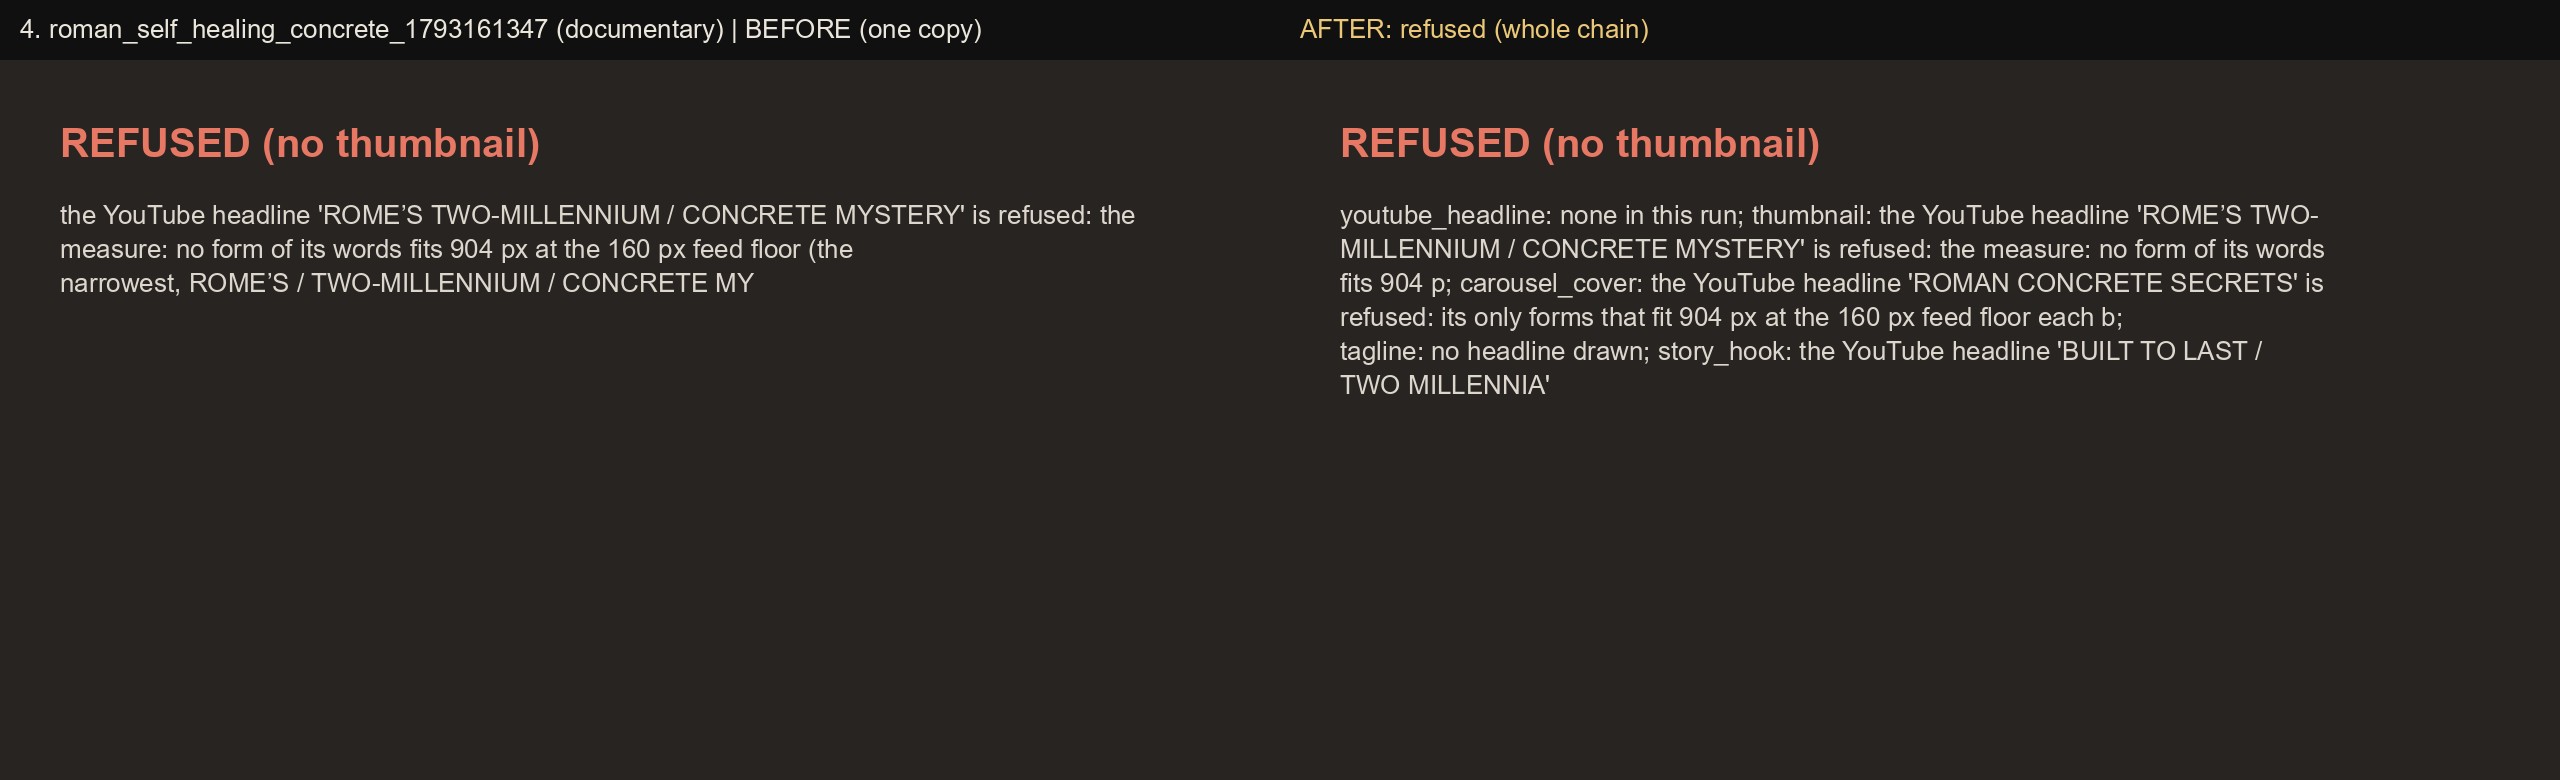 4. roman_self_healing_concrete_1793161347 (documentary) | BEFORE (one copy)
AFTER: refused (whole chain)
REFUSED (no thumbnail)
the YouTube headline 'ROME’S TWO-MILLENNIUM / CONCRETE MYSTERY' is refused: the
measure: no form of its words fits 904 px at the 160 px feed floor (the
narrowest, ROME’S / TWO-MILLENNIUM / CONCRETE MY
REFUSED (no thumbnail)
youtube_headline: none in this run; thumbnail: the YouTube headline 'ROME’S TWO-
MILLENNIUM / CONCRETE MYSTERY' is refused: the measure: no form of its words
fits 904 p; carousel_cover: the YouTube headline 'ROMAN CONCRETE SECRETS' is
refused: its only forms that fit 904 px at the 160 px feed floor each b;
tagline: no headline drawn; story_hook: the YouTube headline 'BUILT TO LAST /
TWO MILLENNIA'